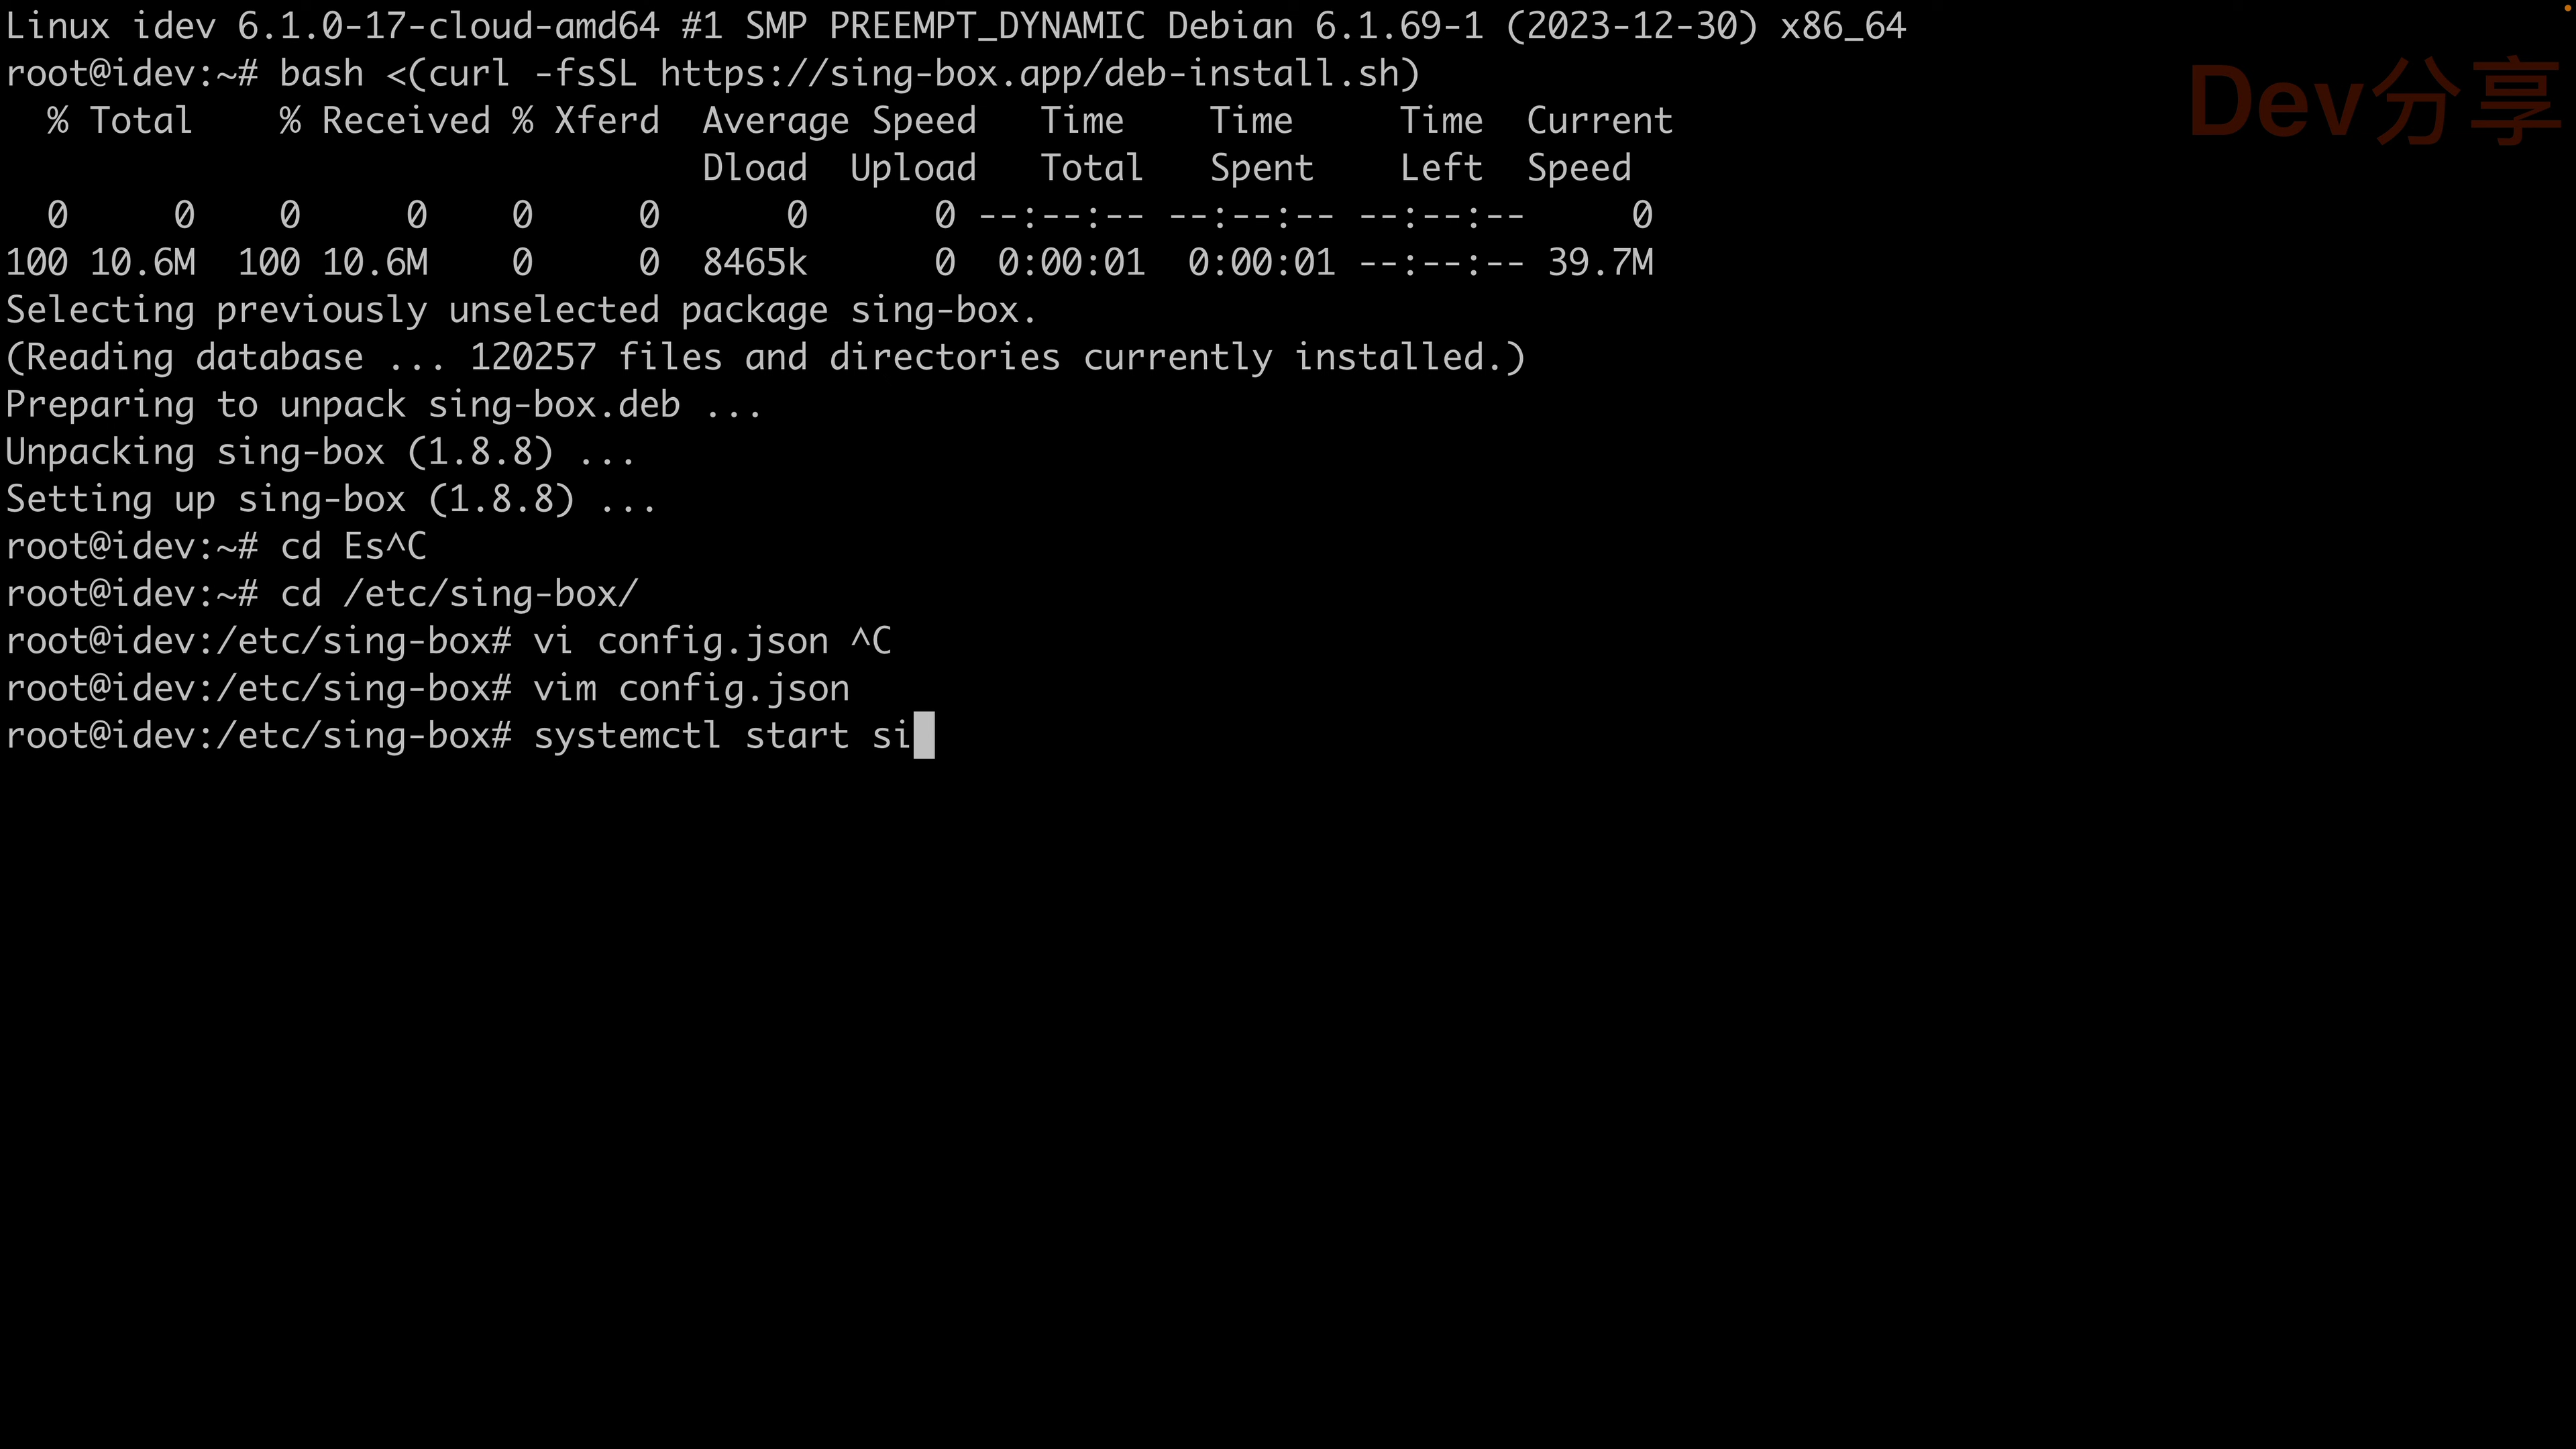 Linux idev 6.1.0-17-cloud-amd64 #1 SMP PREEMPT_DYNAMIC Debian 6.1.69-1 (2023-12-30) x86_64
root@idev:~# bash <(curl -fsSL https://sing-box.app/deb-install.sh)
Dev分享
  % Total    % Received % Xferd  Average Speed   Time    Time     Time  Current
                                 Dload  Upload   Total   Spent    Left  Speed
  0     0    0     0    0     0      0      0 --:--:-- --:--:-- --:--:--     0
100 10.6M  100 10.6M    0     0  8465k      0  0:00:01  0:00:01 --:--:-- 39.7M
Selecting previously unselected package sing-box.
(Reading database ... 120257 files and directories currently installed.)
Preparing to unpack sing-box.deb ...
Unpacking sing-box (1.8.8) ...
Setting up sing-box (1.8.8) ...
root@idev:~# cd Es^C
root@idev:~# cd /etc/sing-box/
root@idev:/etc/sing-box# vi config.json ^C
root@idev:/etc/sing-box# vim config.json
root@idev:/etc/sing-box# systemctl start si